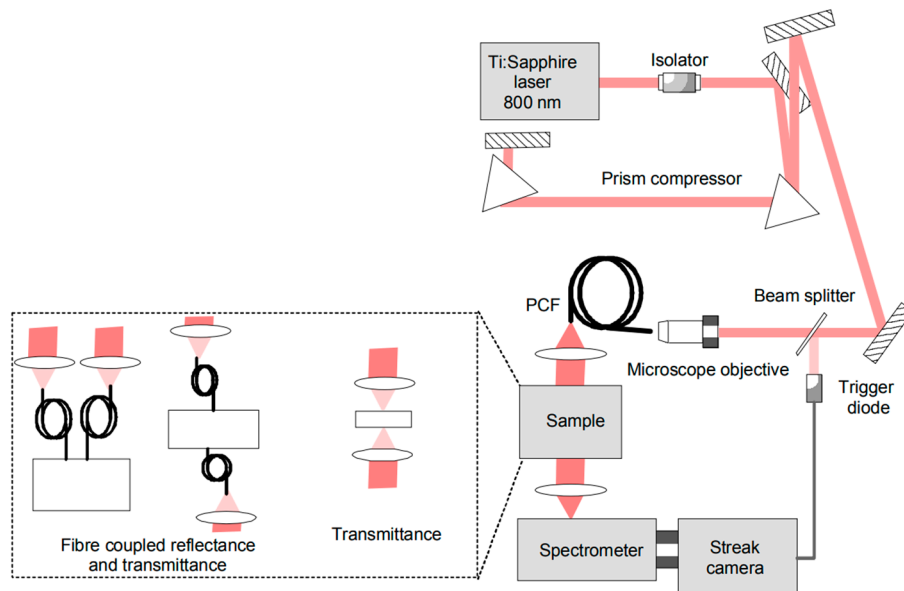 Ti:Sapphire
laser
800 nm
Isolator
Prism compressor
PCF
Beam splitter
Microscope objective
Trigger
diode
Sample
Spectrometer
Streak
camera
Fibre coupled reflectance
and transmittance
Transmittance